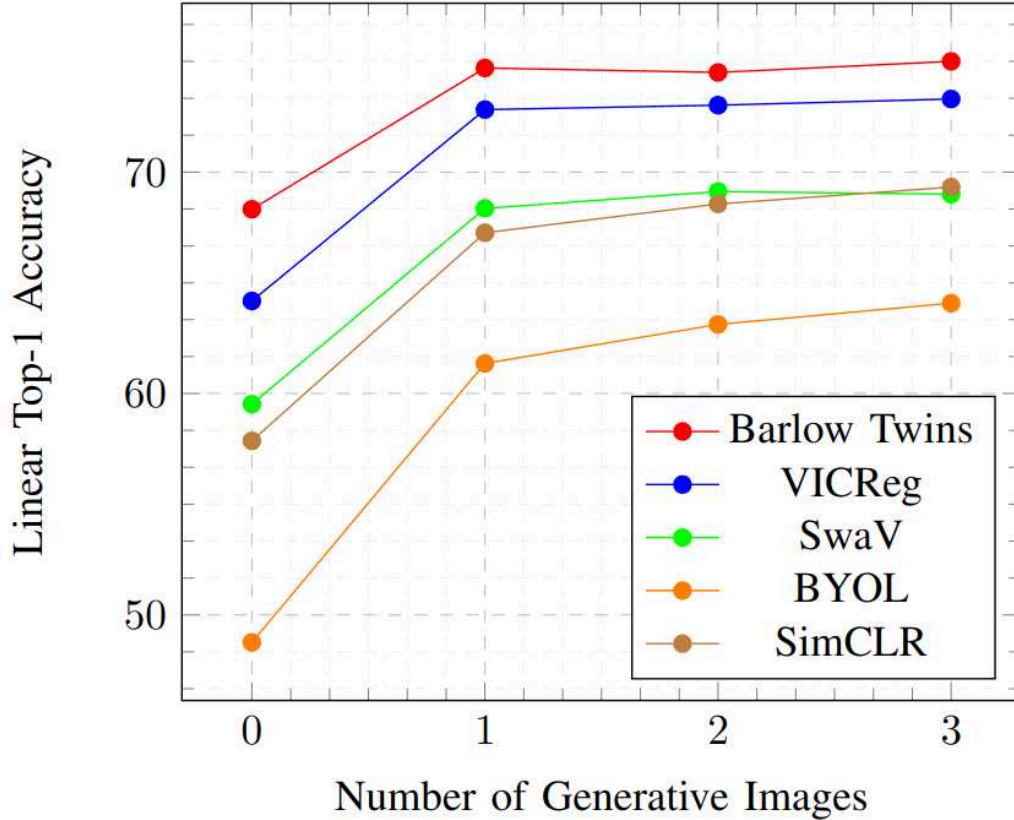 Linear Top-1 Accuracy
70
60
50
0 1 2 3
Number of Generative Images
Barlow Twins
VICReg
SwaV
BYOL
SimCLR